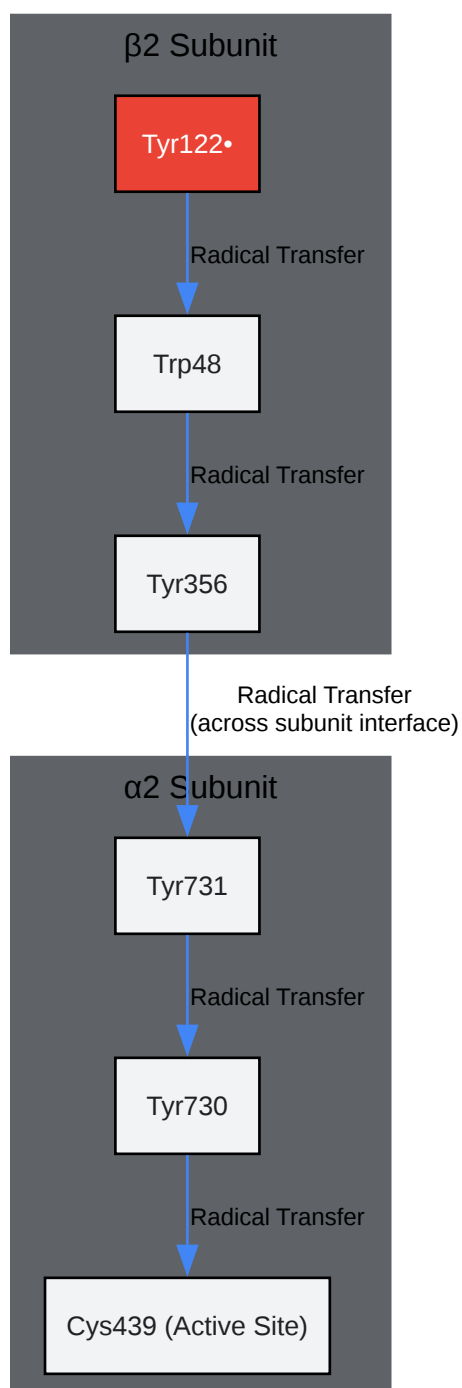 β2 Subunit
Tyr122•
Radical Transfer
Trp48
Radical Transfer
Tyr356
Radical Transfer
(across subunit interface)
α2 Subunit
Tyr731
Radical Transfer
Tyr730
Radical Transfer
Cys439 (Active Site)